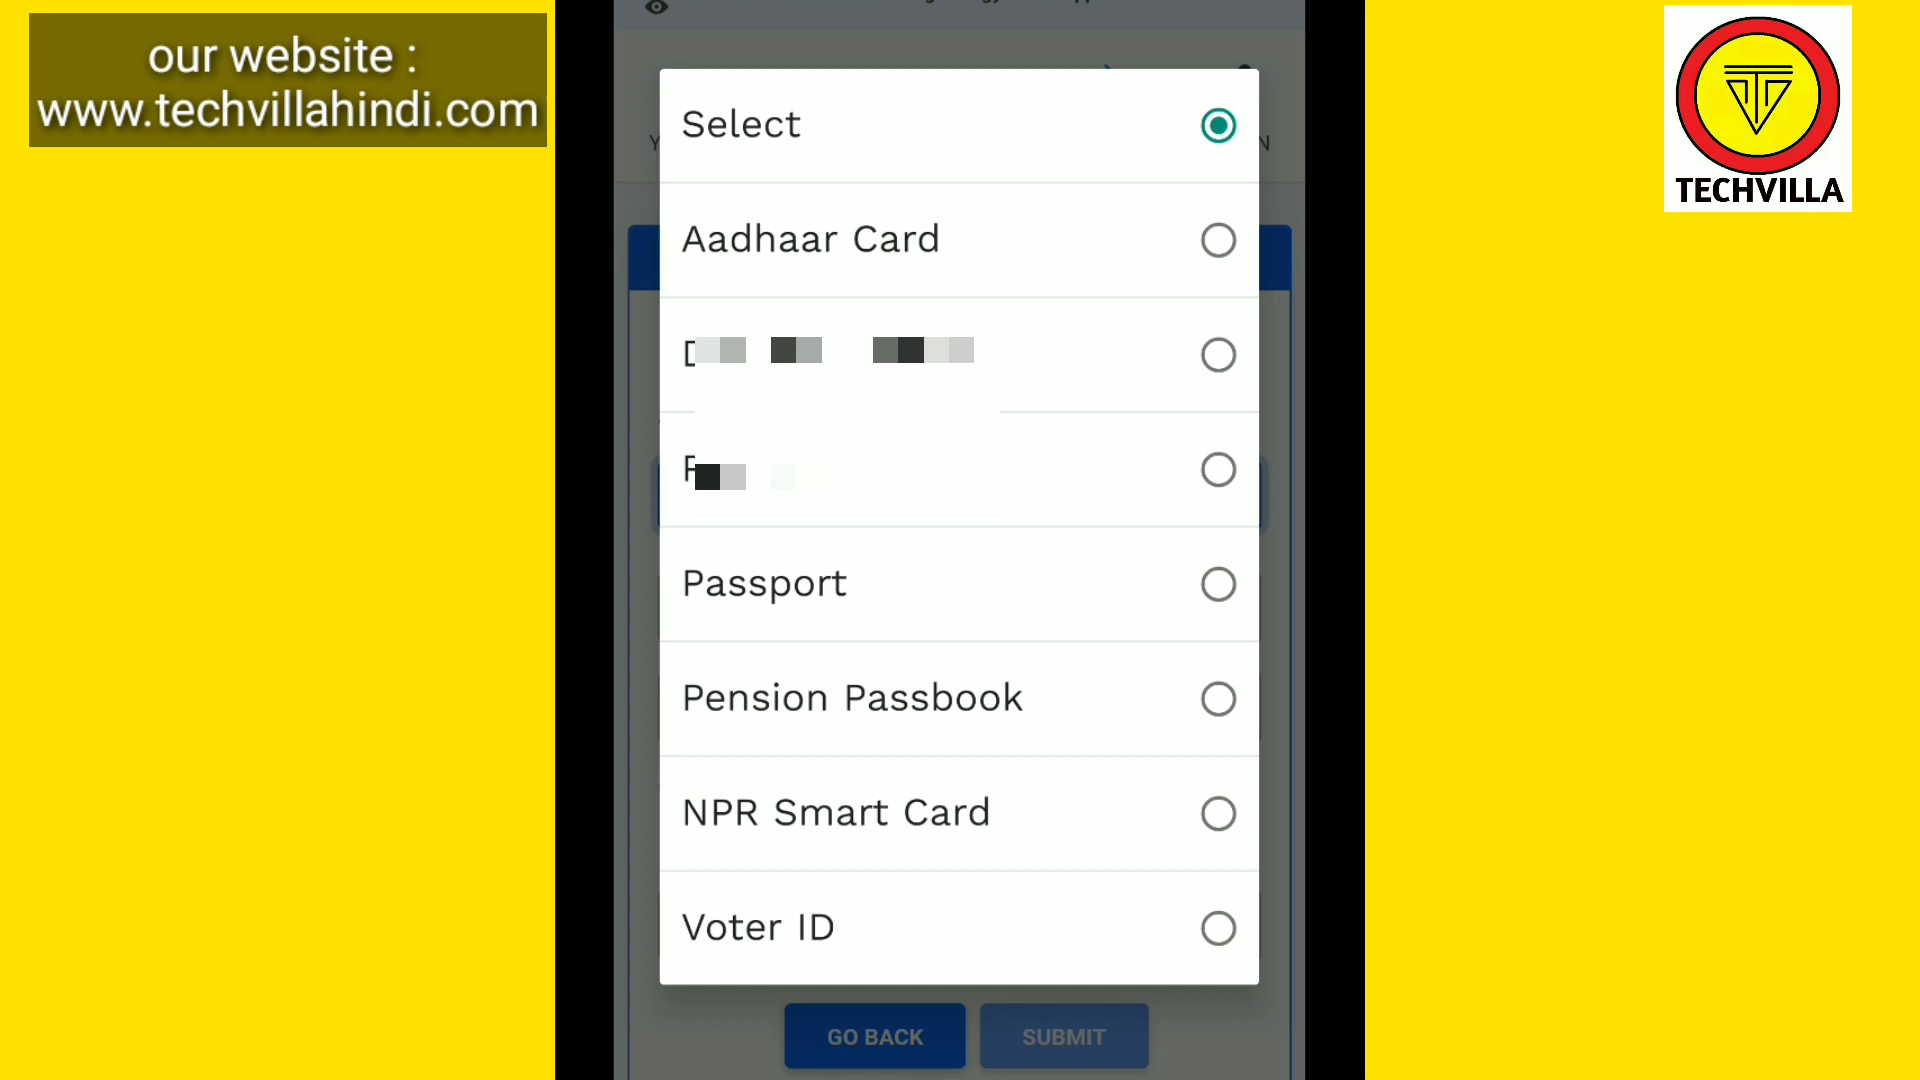 our website :
www.techvillahindi.com
TECHVILLA
Select
Aadhaar Card
Passport
Pension Passbook
NPR Smart Card
Voter ID
GO BACK
SUBMIT